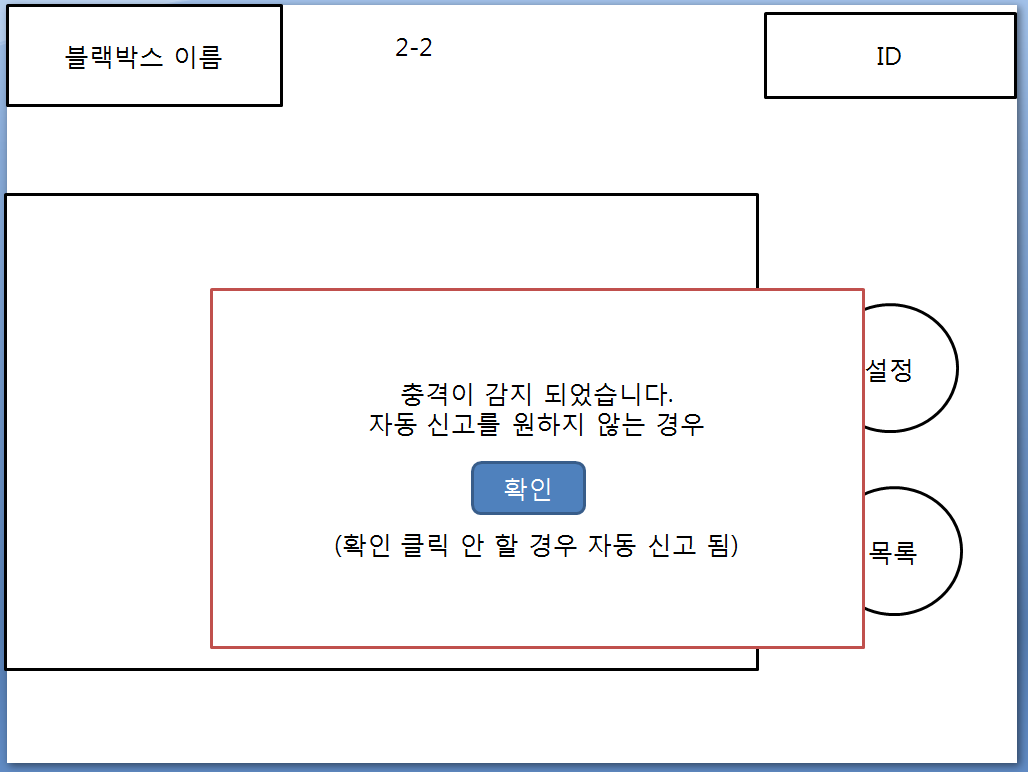 블랙박스 이름
2-2
ID
충격이 감지 되었습니다.
자동 신고를 원하지 않는 경우
확인
(확인 클릭 안 할 경우 자동 신고 됨)
설정
목록